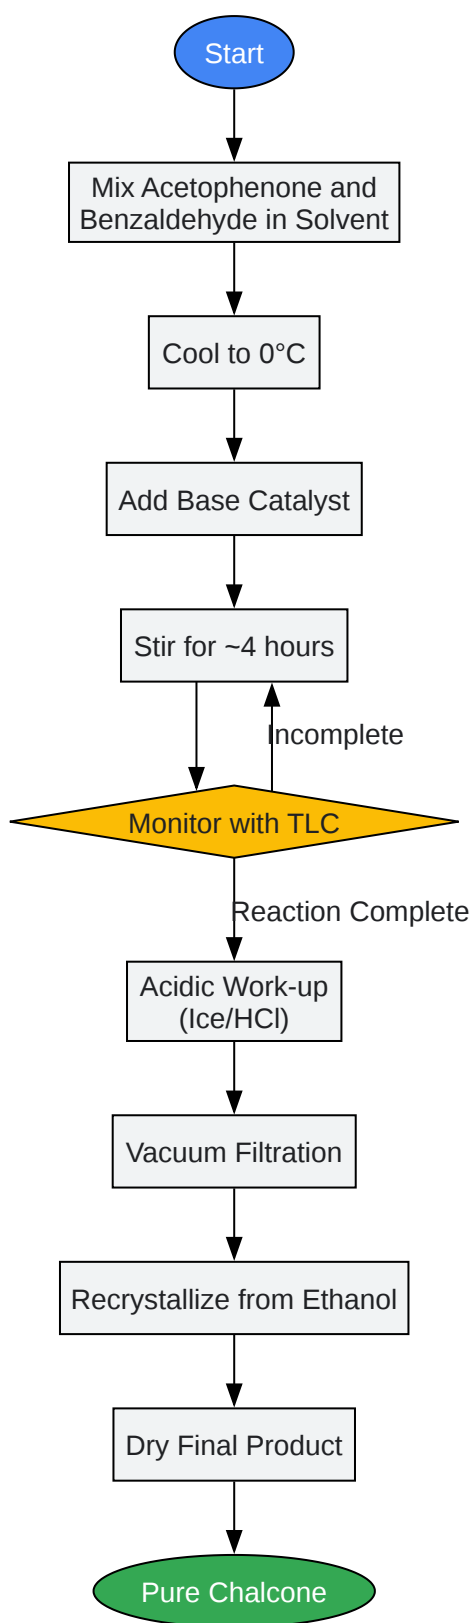 Start
Mix Acetophenone and
Benzaldehyde in Solvent
Cool to 0°C
Add Base Catalyst
Stir for ~4 hours
Incomplete
Monitor with TLC
Reaction Complete
Acidic Work-up
(Ice/HCl)
Vacuum Filtration
Recrystallize from Ethanol
Dry Final Product
Pure Chalcone